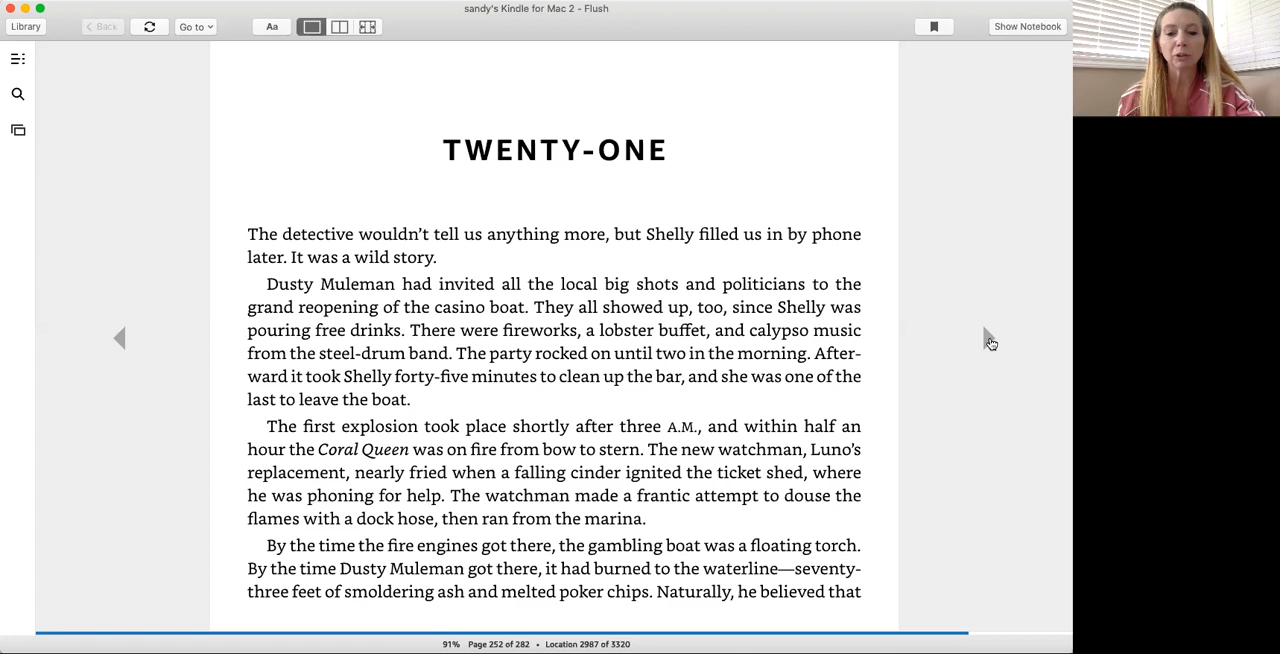 sandy's Kindle for Mac 2 - Flush
Library
Back
Go to
Aa
Show Notebook
TWENTY-ONE
The detective wouldn't tell us anything more, but Shelly filled us in by phone
later. It was a wild story.
Dusty Muleman had invited all the local big shots and politicians to the
grand reopening of the casino boat. They all showed up, too, since Shelly was
pouring free drinks. There were fireworks, a lobster buffet, and calypso music
from the steel-drum band. The party rocked on until two in the morning. After-
ward it took Shelly forty-five minutes to clean up the bar, and she was one of the
last to leave the boat.
The first explosion took place shortly after three A.M., and within half an
hour the Coral Queen was on fire from bow to stern. The new watchman, Luno's
replacement, nearly fried when a falling cinder ignited the ticket shed, where
he was phoning for help. The watchman made a frantic attempt to douse the
flames with a dock hose, then ran from the marina.
By the time the fire engines got there, the gambling boat was a floating torch.
By the time Dusty Muleman got there, it had burned to the waterline—seventy-
three feet of smoldering ash and melted poker chips. Naturally, he believed that
91% Page 252 of 282 • Location 2987 of 3320